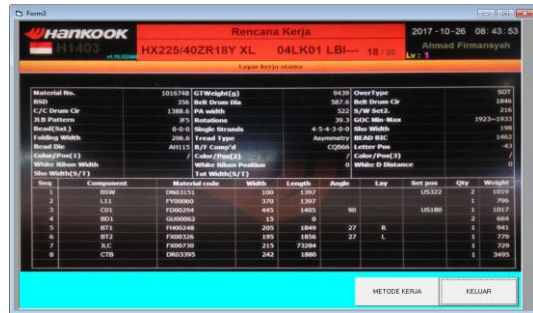 Form3
HANKOOK
Rencana Kerja
2017-10-26 08:43:53
H1403
HX225/40ZR18Y XL 04LK01 LBI--- 18/
Ahmad Firmansyah
Lv : 1
Layar kerja utama
Material No. 1016748 GTWeight(g) 9439 OverType SOT
BSD 356 Belt Drum Dia 587.6 Belt Drum Cir 1846
C/C Drum Cir 1388.6 PA width 522 S/W Set2. 216
JLB Pattern JF5 Rotations 39.3 GOC Min-Max 1923~1933
Bead(SxL) 0-0-0 Single Strands 4-5-4-3-0-0 Sho Width 198
Folding Width 206.6 Tread Type Asymmetry BEAD BIC 1462
Bead Die AH115 B/F Comp'd CQB66 Letter Pos -43
Color/Pos(1) / Color/Pos(2) / Color/Pos(3) /
White Ribon Width White Ribbon Position 0 White D Distance 0
Sho Width(S/T) Tot Width(S/T)
Seq Component Material code Width Length Angle Lay Set pos Qty Weight
1 BSW DN03151 100 1397 US322 2 1019
2 L11 FY00060 370 1397 1 796
3 C01 FD00294 445 1405 90 US180 1 1017
4 BD1 GU00062 15 0 2 664
5 BT1 FH00248 205 1849 27 R 1 941
6 BT2 FX00326 195 1856 27 L 1 779
7 JLC FK00730 215 73284 1 729
8 CTB DR03395 242 1880 1 3495
METODE KERJA KELUAR